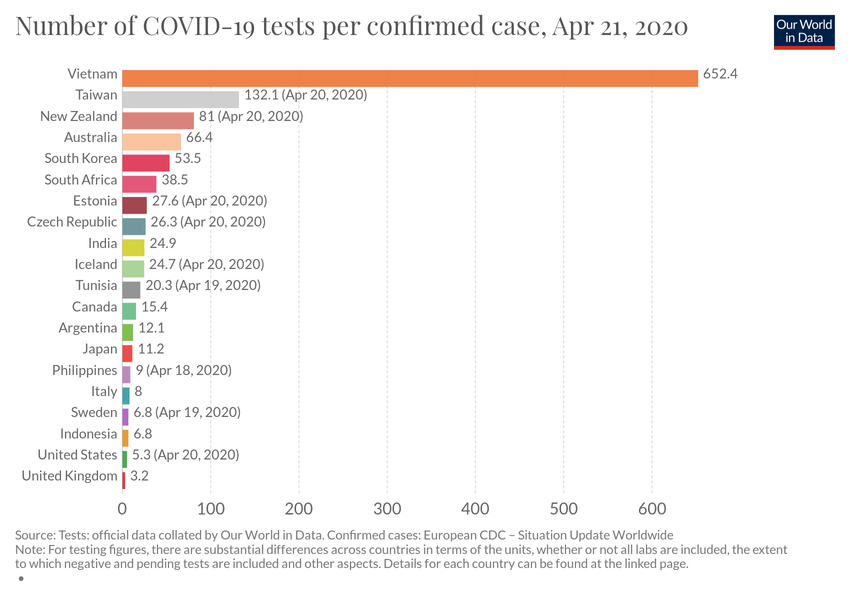 Number of COVID-19 tests per confirmed case, Apr 21, 2020
Our World
in Data
Vietnam 652.4
Taiwan 132.1 (Apr 20, 2020)
New Zealand 81 (Apr 20, 2020)
Australia 66.4
South Korea 53.5
South Africa 38.5
Estonia 27.6 (Apr 20, 2020)
Czech Republic 26.3 (Apr 20, 2020)
India 24.9
Iceland 24.7 (Apr 20, 2020)
Tunisia 20.3 (Apr 19, 2020)
Canada 15.4
Argentina 12.1
Japan 11.2
Philippines 9 (Apr 18, 2020)
Italy 8
Sweden 6.8 (Apr 19, 2020)
Indonesia 6.8
United States 5.3 (Apr 20, 2020)
United Kingdom 3.2
0 100 200 300 400 500 600
Source: Tests: official data collated by Our World in Data. Confirmed cases: European CDC – Situation Update Worldwide
Note: For testing figures, there are substantial differences across countries in terms of the units, whether or not all labs are included, the extent
to which negative and pending tests are included and other aspects. Details for each country can be found at the linked page.
•